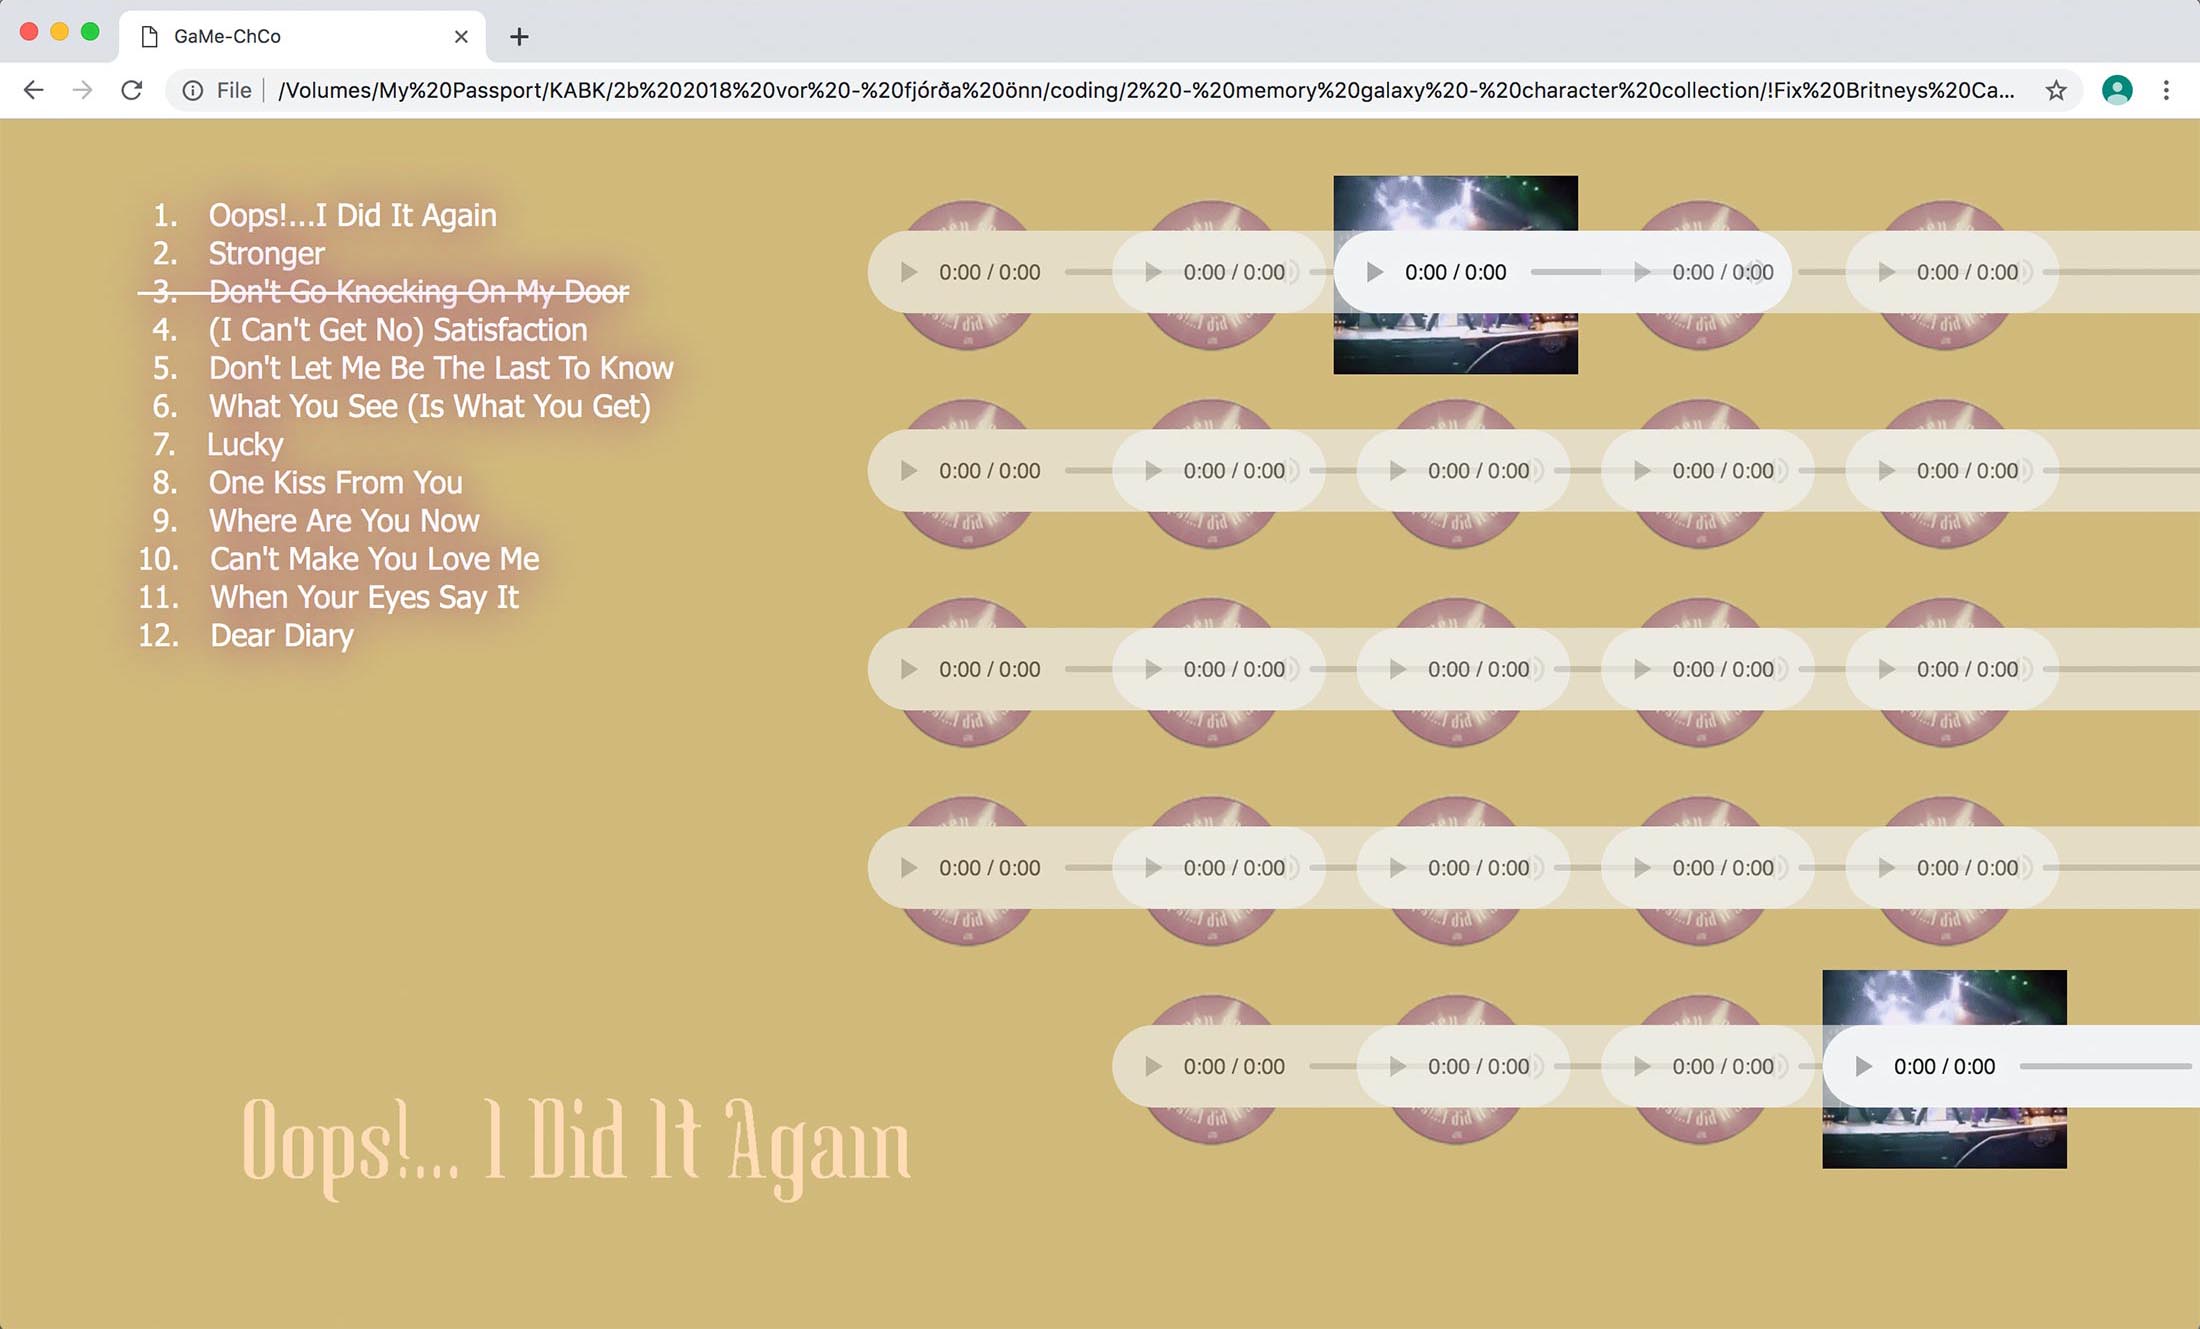 GaMe-ChCo
File /Volumes/My%20Passport/KABK/2b%202018%20vor%20-%20fjórða%20önn/coding/2%20-%20memory%20galaxy%20-%20character%20collection/!Fix%20Britneys%20Ca...
1. Oops!...I Did It Again
2. Stronger
3. Don't Go Knocking On My Door
4. (I Can't Get No) Satisfaction
5. Don't Let Me Be The Last To Know
6. What You See (Is What You Get)
7. Lucky
8. One Kiss From You
9. Where Are You Now
10. Can't Make You Love Me
11. When Your Eyes Say It
12. Dear Diary
0:00 / 0:00 0:00 / 0:00 0:00 / 0:00 0:00 / 0:00 0:00 / 0:00
0:00 / 0:00 0:00 / 0:00 0:00 / 0:00 0:00 / 0:00 0:00 / 0:00
0:00 / 0:00 0:00 / 0:00 0:00 / 0:00 0:00 / 0:00 0:00 / 0:00
0:00 / 0:00 0:00 / 0:00 0:00 / 0:00 0:00 / 0:00 0:00 / 0:00
0:00 / 0:00 0:00 / 0:00 0:00 / 0:00 0:00 / 0:00
Oops!... I Did It Again